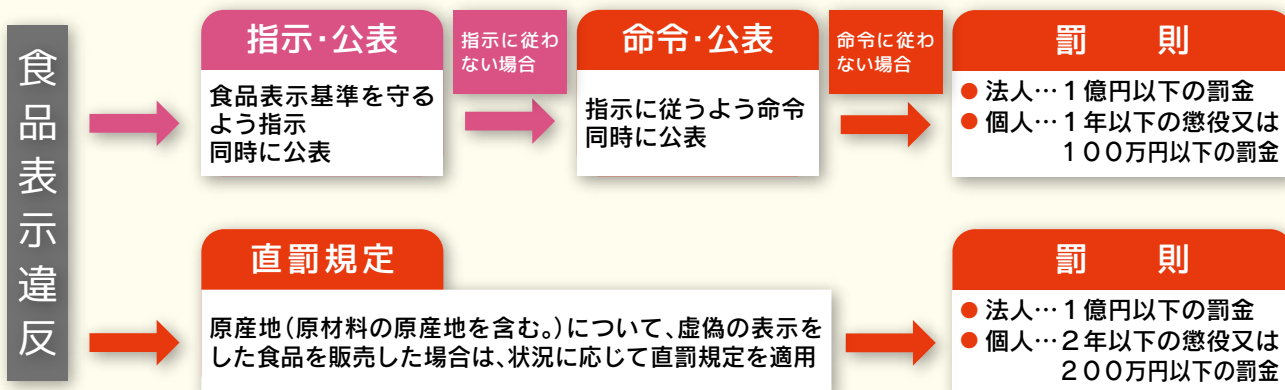 食品表示違反
指示・公表
食品表示基準を守る
よう指示
同時に公表
指示に従わ
ない場合
命令・公表
指示に従うよう命令
同時に公表
命令に従わ
ない場合
罰　則
● 法人…１億円以下の罰金
● 個人…１年以下の懲役又は
１００万円以下の罰金
直罰規定
原産地（原材料の原産地を含む。）について、虚偽の表示を
した食品を販売した場合は、状況に応じて直罰規定を適用
罰　則
● 法人…１億円以下の罰金
● 個人…２年以下の懲役又は
２００万円以下の罰金